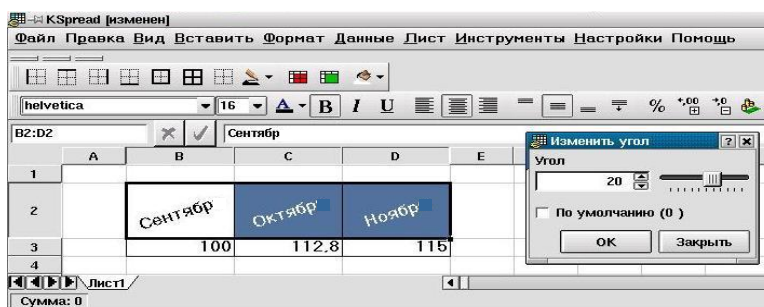 KSpread [изменен]
Файл Правка Вид Вставить Формат Данные Лист Инструменты Настройки Помощь
helvetica 16 A B I U % +,00 +,0
B2:D2 Сентябр
Изменить угол
Угол
20
По умолчанию (0 )
OK Закрыть
A B C D E
1
2 Сентябр Октябр Ноябр
3 100 112,8 115
4
Лист1
Сумма: 0